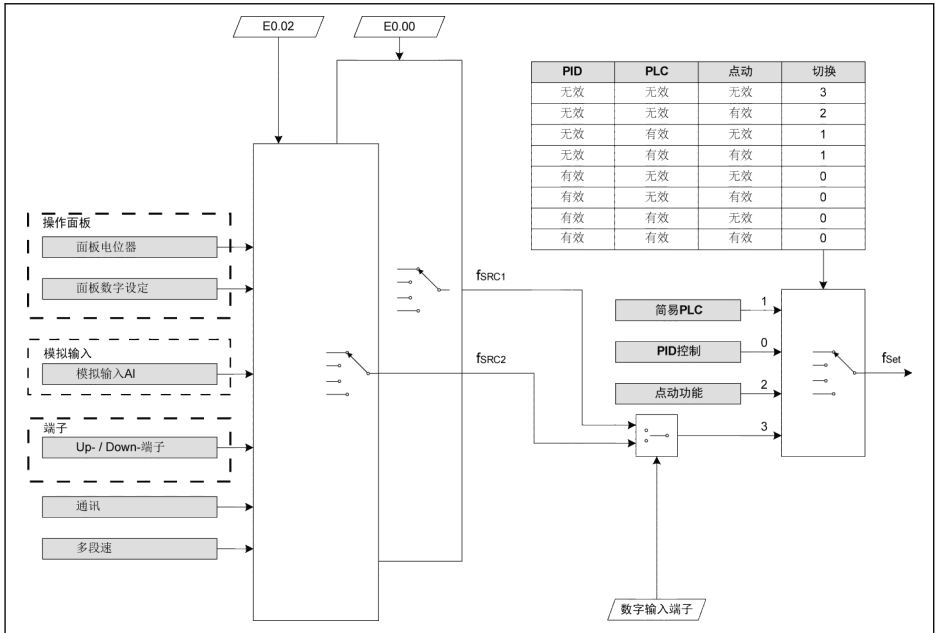 E0.02
E0.00
PID PLC 点动 切换
无效 无效 无效 3
无效 无效 有效 2
无效 有效 无效 1
无效 有效 有效 1
有效 无效 无效 0
有效 无效 有效 0
有效 有效 无效 0
有效 有效 有效 0
操作面板
面板电位器
面板数字设定
模拟输入
模拟输入AI
端子
Up- / Down-端子
通讯
多段速
fSRC1
fSRC2
简易PLC
1
PID控制
0
点动功能
2
3
fSet
数字输入端子